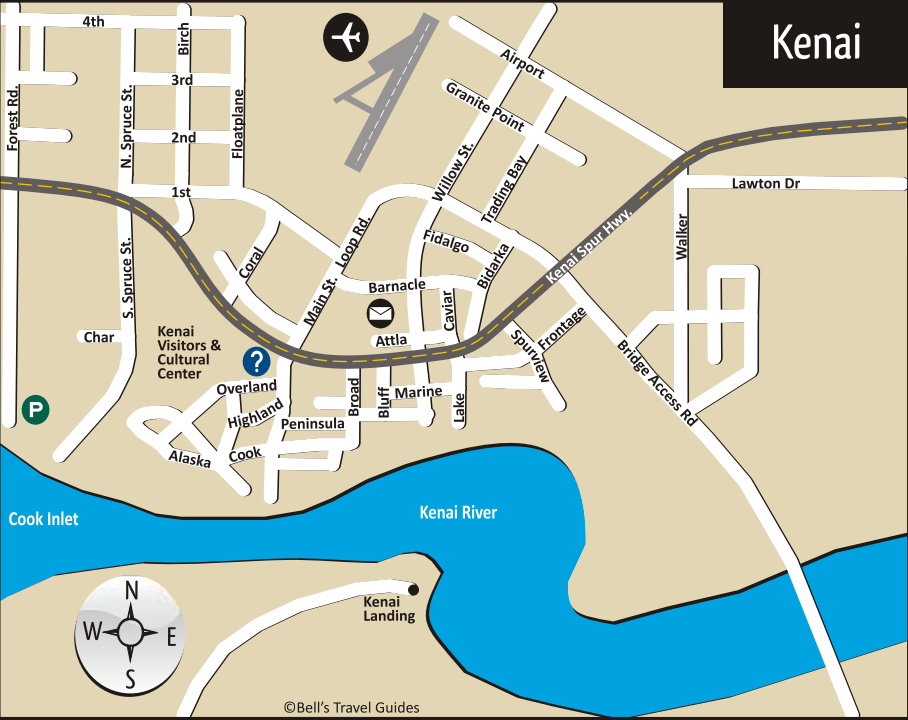 Kenai
4th
Birch
3rd
2nd
1st
Forest Rd.
N. Spruce St.
Floatplane
Airport
Granite Point
Willow St.
Trading Bay
Lawton Dr
Walker
Kenai Spur Hwy.
Fidalgo
Bidarka
Loop Rd.
Coral
Barnacle
Caviar
Main St.
S. Spruce St.
Char
Kenai
Visitors &
Cultural
Center
?
Attla
Spurview
Frontage
Bridge Access Rd
P
Overland
Highland
Broad
Bluff
Marine
Lake
Peninsula
Cook
Alaska
Cook Inlet
Kenai River
Kenai
Landing
N
W
E
S
©Bell's Travel Guides